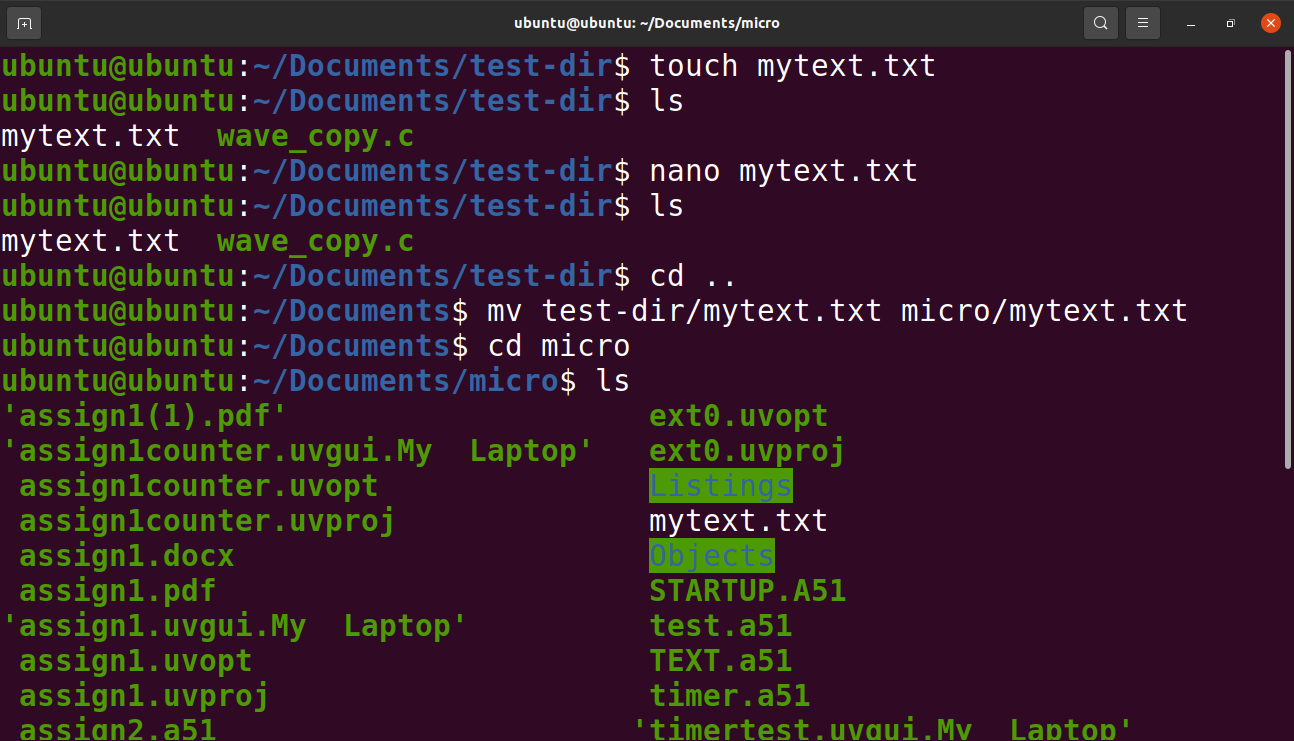 ubuntu@ubuntu: ~/Documents/micro
ubuntu@ubuntu:~/Documents/test-dir$ touch mytext.txt
ubuntu@ubuntu:~/Documents/test-dir$ ls
mytext.txt  wave_copy.c
ubuntu@ubuntu:~/Documents/test-dir$ nano mytext.txt
ubuntu@ubuntu:~/Documents/test-dir$ ls
mytext.txt  wave_copy.c
ubuntu@ubuntu:~/Documents/test-dir$ cd ..
ubuntu@ubuntu:~/Documents$ mv test-dir/mytext.txt micro/mytext.txt
ubuntu@ubuntu:~/Documents$ cd micro
ubuntu@ubuntu:~/Documents/micro$ ls
'assign1(1).pdf'                    ext0.uvopt
'assign1counter.uvgui.My  Laptop'   ext0.uvproj
 assign1counter.uvopt               Listings
 assign1counter.uvproj              mytext.txt
 assign1.docx                       Objects
 assign1.pdf                        STARTUP.A51
'assign1.uvgui.My  Laptop'          test.a51
 assign1.uvopt                      TEXT.a51
 assign1.uvproj                     timer.a51
 assign2.a51                       'timertest.uvgui.My  Laptop'